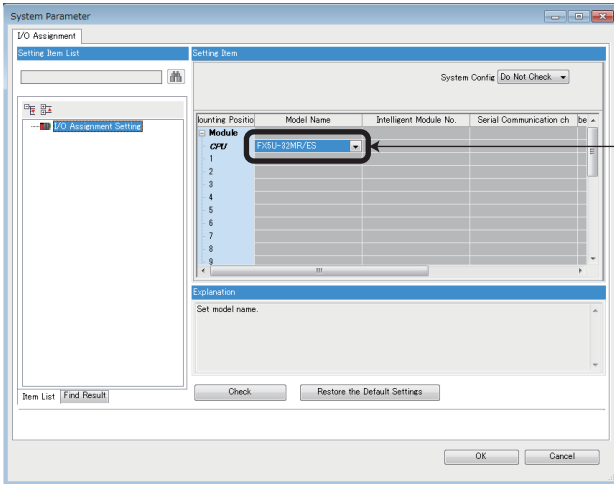 System Parameter
I/O Assignment
Setting Item List
Setting Item
System Config Do Not Check
I/O Assignment Setting
lounting Positio Model Name Intelligent Module No. Serial Communication ch be
Module
CPU FX5U-32MR/ES
1
2
3
4
5
6
7
8
9
Explanation
Set model name.
Item List Find Result
Check Restore the Default Settings
OK Cancel